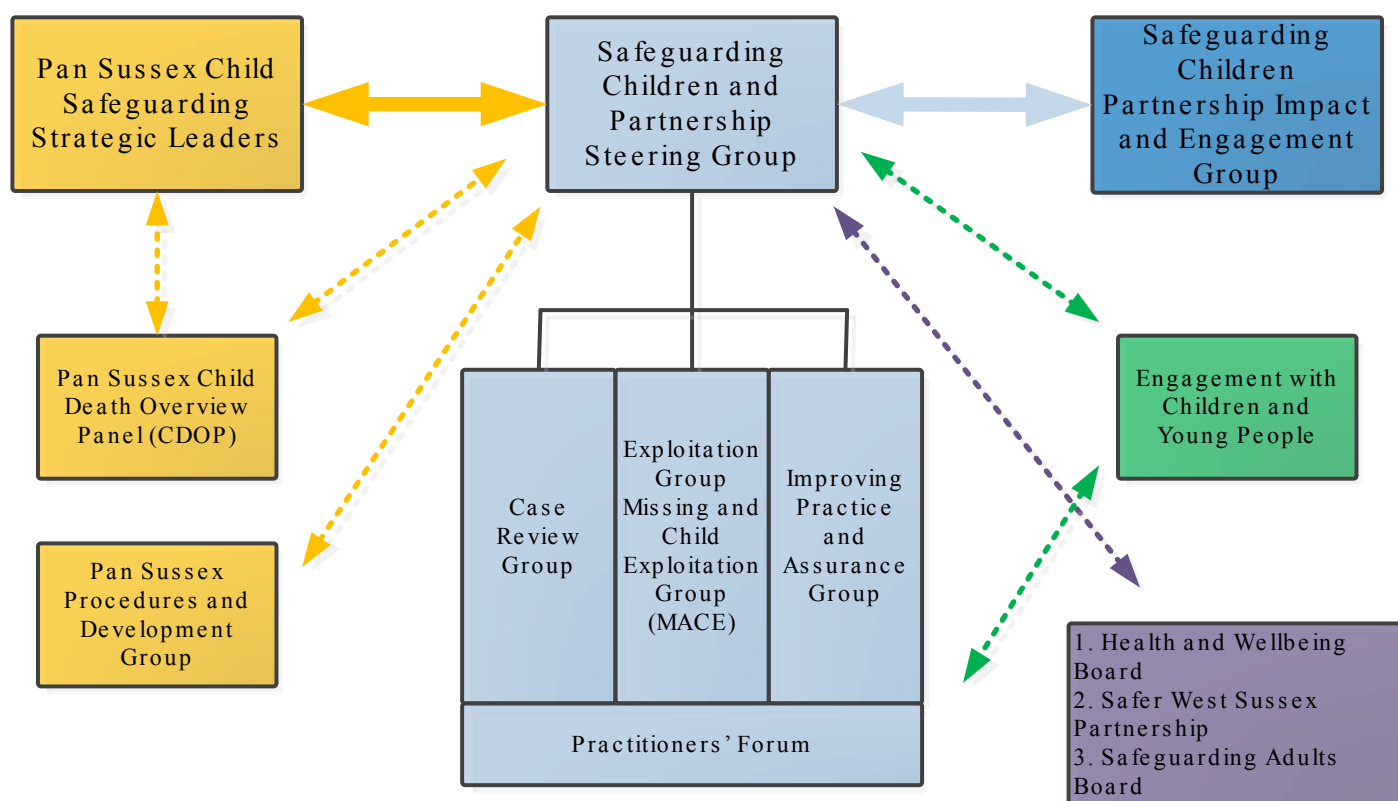 Pan Sussex Child
Safeguarding
Strategic Leaders
Safeguarding
Children and
Partnership
Steering Group
Safeguarding
Children
Partnership Impact
and Engagement
Group
Pan Sussex Child
Death Overview
Panel (CDOP)
Engagement with
Children and
Young People
Case
Review
Group
Exploitation
Group
Missing and
Child
Exploitation
Group
(MACE)
Improving
Practice
and
Assurance
Group
Pan Sussex
Procedures and
Development
Group
Practitioners’ Forum
1. Health and Wellbeing
Board
2. Safer West Sussex
Partnership
3. Safeguarding Adults
Board